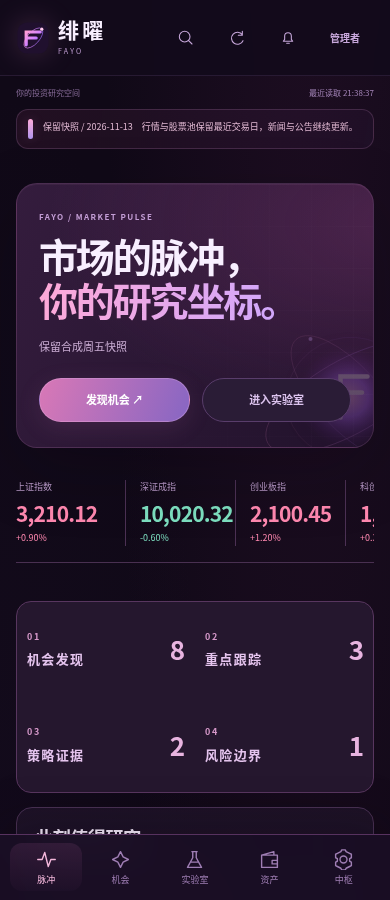 绯曜
FAYO
管理者
你的投资研究空间
最近读取 21:38:37
保留快照 / 2026-11-13 行情与股票池保留最近交易日，新闻与公告继续更新。
FAYO / MARKET PULSE
市场的脉冲，
你的研究坐标。
保留合成周五快照
发现机会 ↗
进入实验室
上证指数
3,210.12
+0.90%
深证成指
10,020.32
-0.60%
创业板指
2,100.45
+1.20%
01
机会发现
8
02
重点跟踪
3
03
策略证据
2
04
风险边界
1
此刻值得研究
脉冲
机会
实验室
资产
中枢